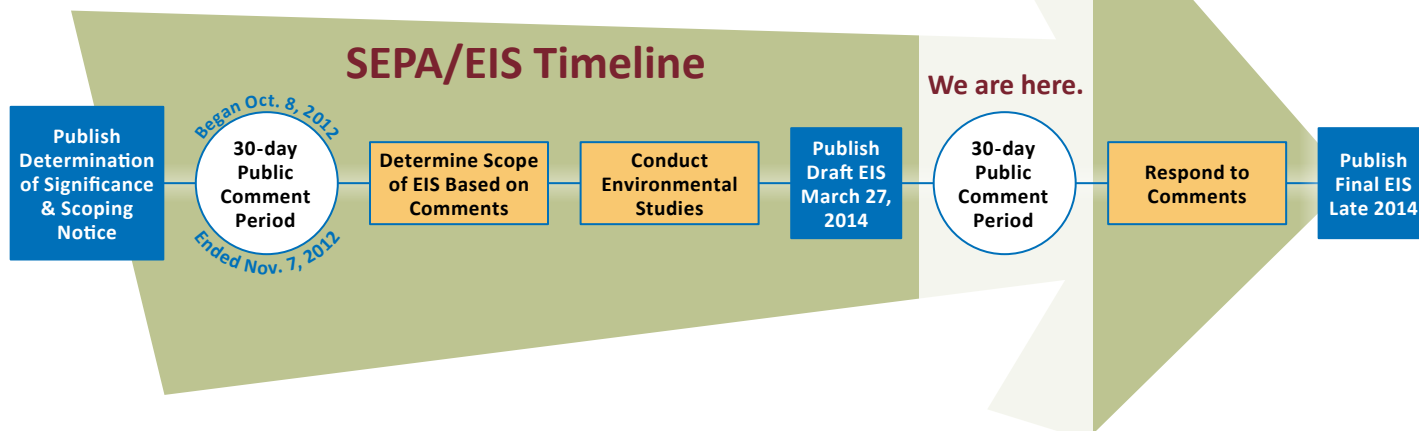 SEPA/EIS Timeline
We are here.
Publish
Determination
of Significance
& Scoping
Notice
Began Oct. 8, 2012
30-day
Public
Comment
Period
Ended Nov. 7, 2012
Determine Scope
of EIS Based on
Comments
Conduct
Environmental
Studies
Publish
Draft EIS
March 27,
2014
30-day
Public
Comment
Period
Respond to
Comments
Publish
Final EIS
Late 2014